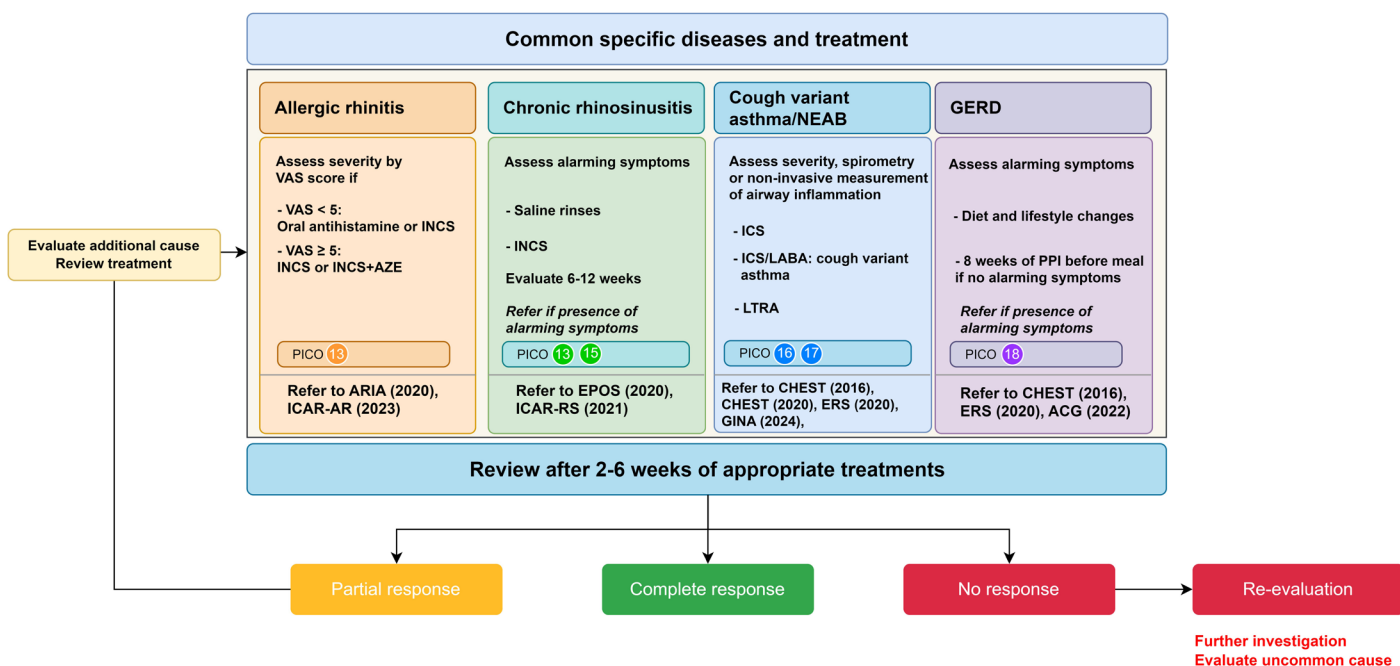 Common specific diseases and treatment
Allergic rhinitis
Assess severity by
VAS score if
- VAS < 5:
Oral antihistamine or INCS
- VAS ≥ 5:
INCS or INCS+AZE
PICO 13
Refer to ARIA (2020),
ICAR-AR (2023)
Chronic rhinosinusitis
Assess alarming symptoms
- Saline rinses
- INCS
Evaluate 6-12 weeks
Refer if presence of
alarming symptoms
PICO 13 15
Refer to EPOS (2020),
ICAR-RS (2021)
Cough variant
asthma/NEAB
Assess severity, spirometry
or non-invasive measurement
of airway inflammation
- ICS
- ICS/LABA: cough variant
asthma
- LTRA
PICO 16 17
Refer to CHEST (2016),
CHEST (2020), ERS (2020),
GINA (2024),
GERD
Assess alarming symptoms
- Diet and lifestyle changes
- 8 weeks of PPI before meal
if no alarming symptoms
Refer if presence of
alarming symptoms
PICO 18
Refer to CHEST (2016),
ERS (2020), ACG (2022)
Evaluate additional cause
Review treatment
Review after 2-6 weeks of appropriate treatments
Partial response
Complete response
No response
Re-evaluation
Further investigation
Evaluate uncommon cause